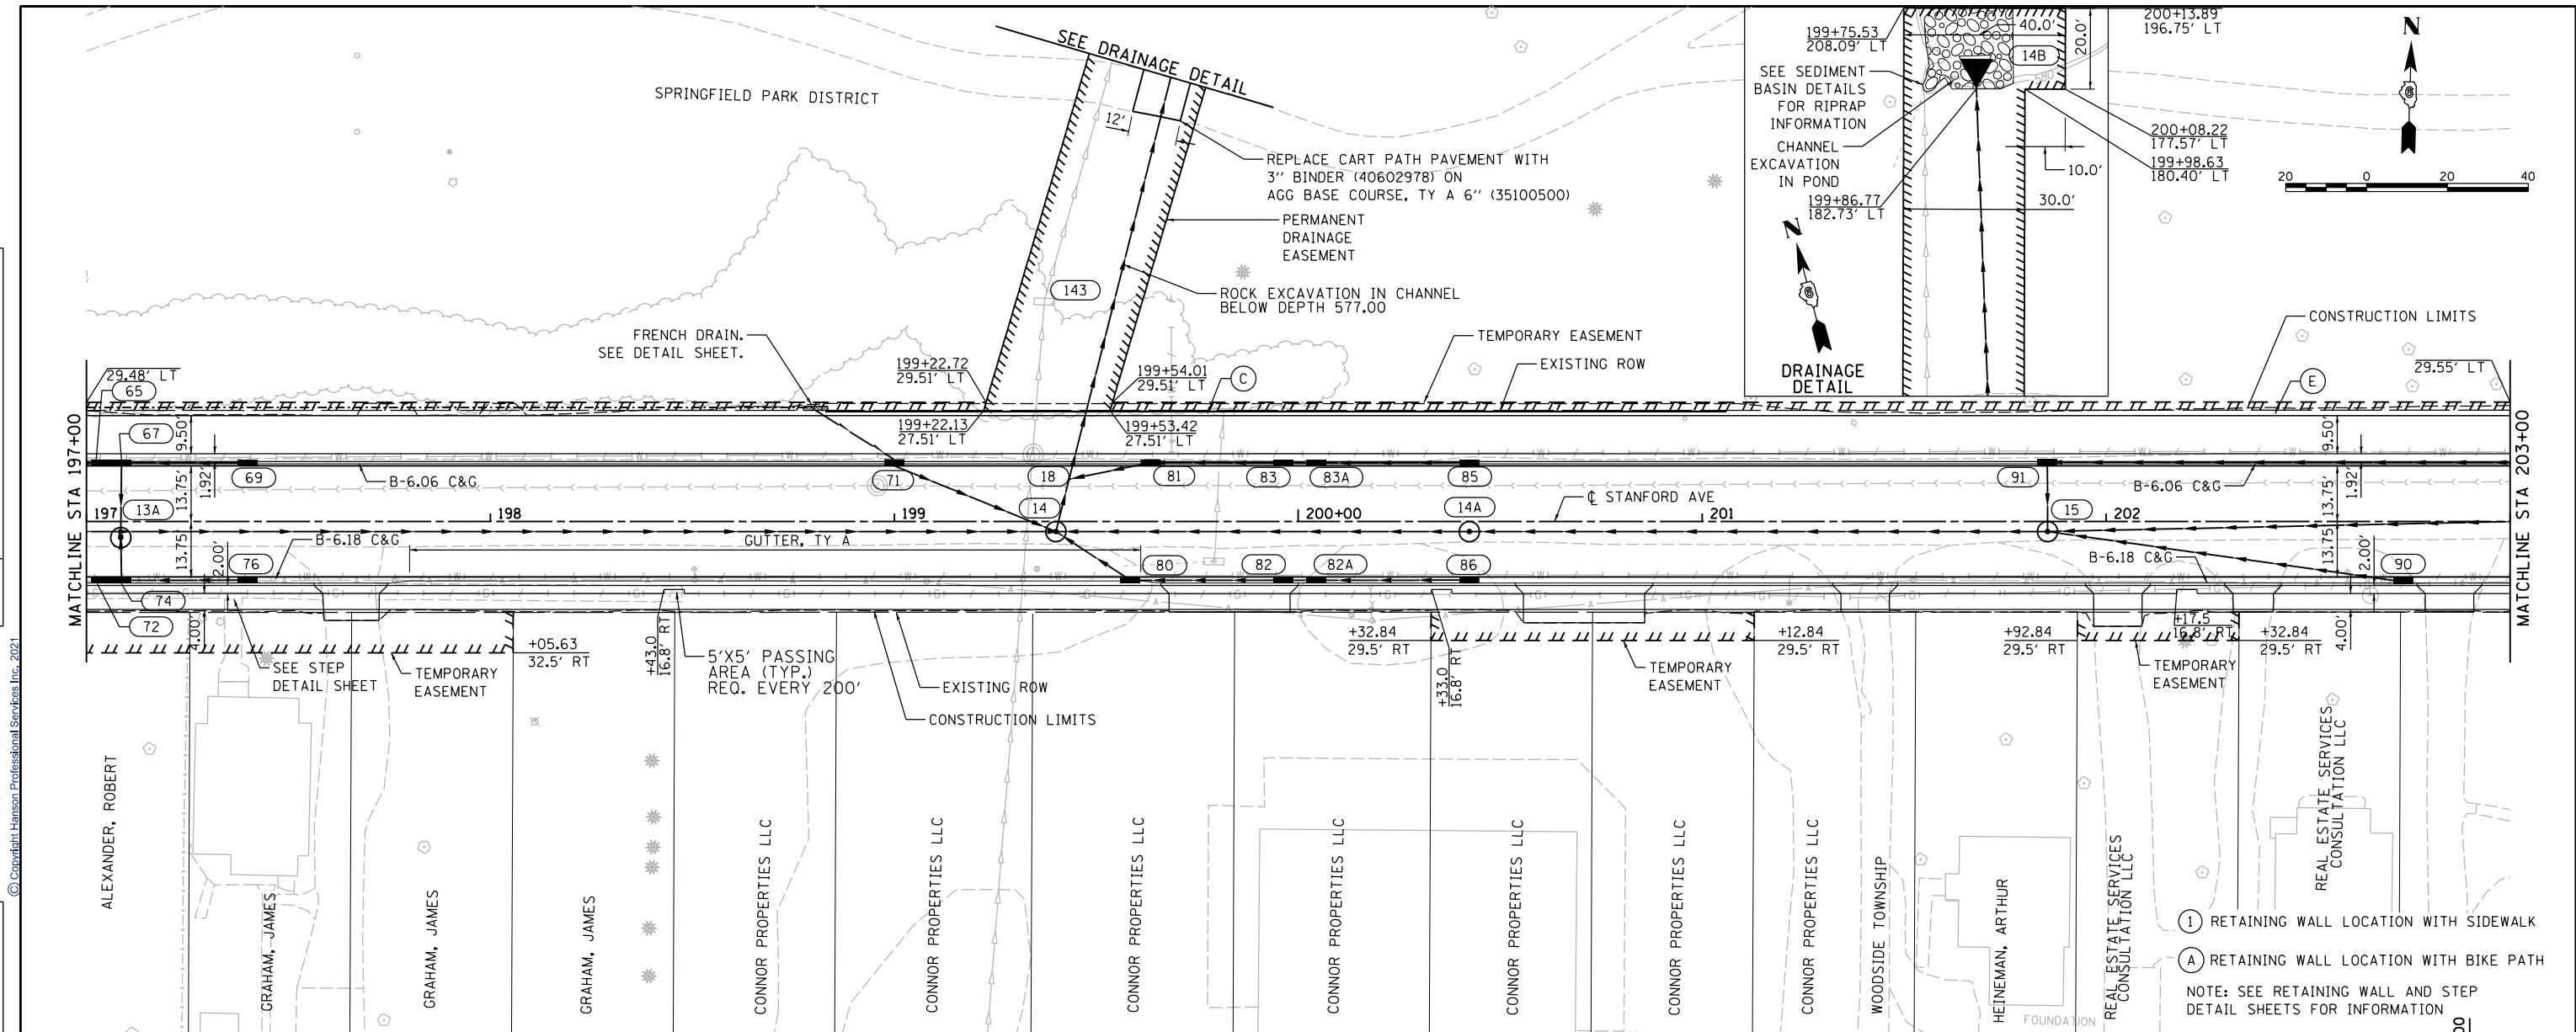 SEE DRAINAGE DETAIL
SPRINGFIELD PARK DISTRICT
12'
REPLACE CART PATH PAVEMENT WITH
3" BINDER (40602978) ON
AGG BASE COURSE, TY A 6" (35100500)
PERMANENT
DRAINAGE
EASEMENT
143
ROCK EXCAVATION IN CHANNEL
BELOW DEPTH 577.00
FRENCH DRAIN.
SEE DETAIL SHEET.
199+75.53
208.09' LT
SEE SEDIMENT
BASIN DETAILS
FOR RIPRAP
INFORMATION
CHANNEL
EXCAVATION
IN POND
199+86.77
182.73' LT
40.0'
20.0'
14B
580
200+13.89
196.75' LT
200+08.22
177.57' LT
199+98.63
180.40' LT
10.0'
30.0'
N
6
DRAINAGE
DETAIL
N
6
20 0 20 40
TEMPORARY EASEMENT
EXISTING ROW
CONSTRUCTION LIMITS
29.48' LT
65
199+22.72
29.51' LT
199+54.01
29.51' LT
C
E
29.55' LT
MATCHLINE STA 197+00
67
9.50'
199+22.13
27.51' LT
199+53.42
27.51' LT
9.50'
MATCHLINE STA 203+00
69
B-6.06 C&G
71
18
81
83
83A
85
91
B-6.06 C&G
13.75'
1.92'
13.75'
1.92'
197
13A
198
199
14
200+00
14A
℄ STANFORD AVE
201
15
202
B-6.18 C&G
GUTTER, TY A
B-6.18 C&G
13.75'
2.00'
13.75'
2.00'
76
80
82
82A
86
90
74
72
4.00'
SEE STEP
DETAIL SHEET
TEMPORARY
EASEMENT
+05.63
32.5' RT
+43.0
16.8' RT
5'X5' PASSING
AREA (TYP.)
REQ. EVERY 200'
EXISTING ROW
CONSTRUCTION LIMITS
+32.84
29.5' RT
+33.0
16.8' RT
TEMPORARY
EASEMENT
+12.84
29.5' RT
+92.84
29.5' RT
+17.5
16.8' RT
TEMPORARY
EASEMENT
+32.84
29.5' RT
4.00'
ALEXANDER, ROBERT
GRAHAM, JAMES
GRAHAM, JAMES
GRAHAM, JAMES
CONNOR PROPERTIES LLC
CONNOR PROPERTIES LLC
CONNOR PROPERTIES LLC
CONNOR PROPERTIES LLC
CONNOR PROPERTIES LLC
CONNOR PROPERTIES LLC
CONNOR PROPERTIES LLC
WOODSIDE TOWNSHIP
HEINEMAN, ARTHUR
FOUNDATION
REAL ESTATE SERVICES
CONSULTATION LLC
REAL ESTATE SERVICES
CONSULTATION LLC
1 RETAINING WALL LOCATION WITH SIDEWALK
A RETAINING WALL LOCATION WITH BIKE PATH
NOTE: SEE RETAINING WALL AND STEP
DETAIL SHEETS FOR INFORMATION
© Copyright Hanson Professional Services Inc. 2021